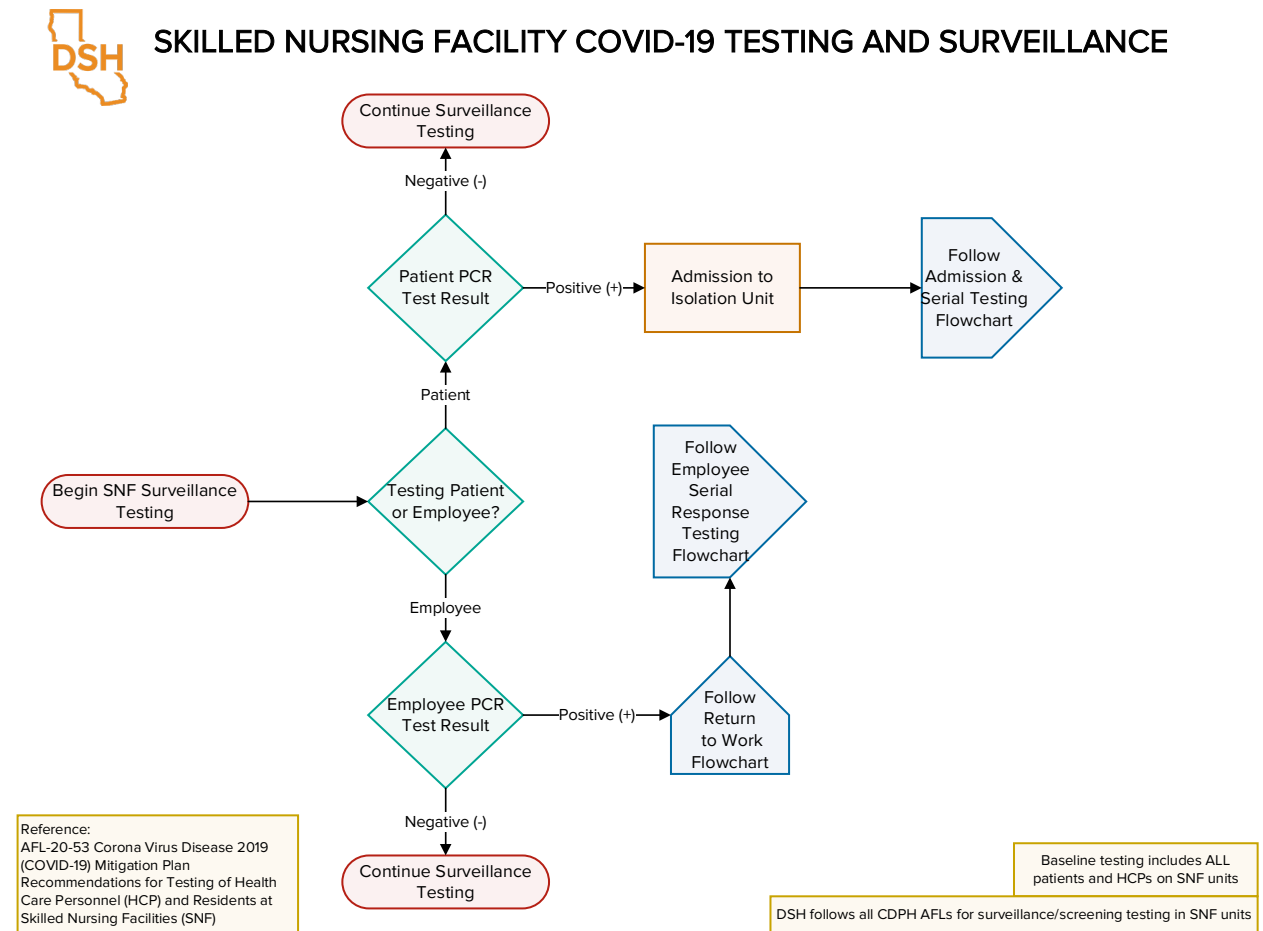 DSH
SKILLED NURSING FACILITY COVID-19 TESTING AND SURVEILLANCE
Continue Surveillance
Testing
Negative (-)
Patient PCR
Test Result
Positive (+)
Admission to
Isolation Unit
Follow
Admission &
Serial Testing
Flowchart
Patient
Begin SNF Surveillance
Testing
Testing Patient
or Employee?
Follow
Employee
Serial
Response
Testing
Flowchart
Employee
Employee PCR
Test Result
Positive (+)
Follow
Return
to Work
Flowchart
Negative (-)
Continue Surveillance
Testing
Reference:
AFL-20-53 Corona Virus Disease 2019
(COVID-19) Mitigation Plan
Recommendations for Testing of Health
Care Personnel (HCP) and Residents at
Skilled Nursing Facilities (SNF)
Baseline testing includes ALL
patients and HCPs on SNF units
DSH follows all CDPH AFLs for surveillance/screening testing in SNF units